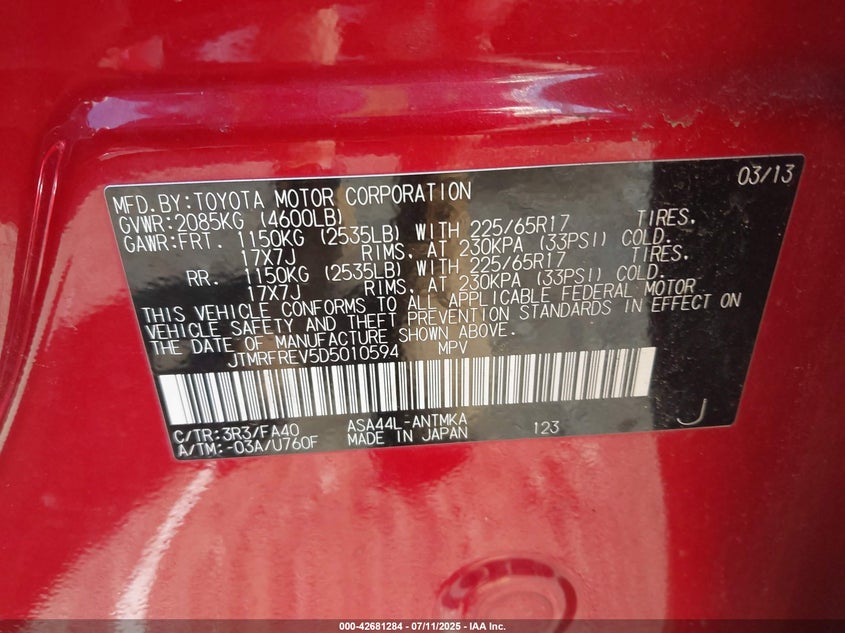 MFD.BY:TOYOTA MOTOR CORPORATION 03/13
GVWR:2085KG (4600LB)
GAWR:FRT. 1150KG (2535LB) WITH 225/65R17 TIRES.
17X7J RIMS, AT 230KPA (33PSI) COLD.
RR. 1150KG (2535LB) WITH 225/65R17 TIRES.
17X7J RIMS, AT 230KPA (33PSI) COLD.
THIS VEHICLE CONFORMS TO ALL APPLICABLE FEDERAL MOTOR
VEHICLE SAFETY AND THEFT PREVENTION STANDARDS IN EFFECT ON
THE DATE OF MANUFACTURE SHOWN ABOVE.
JTMRFREV5D5010594 MPV
C/TR:3R3/FA40 ASA44L-ANTMKA 123 J
A/TM:-03A/U760F MADE IN JAPAN
000-42681284 - 07/11/2025 - IAA Inc.